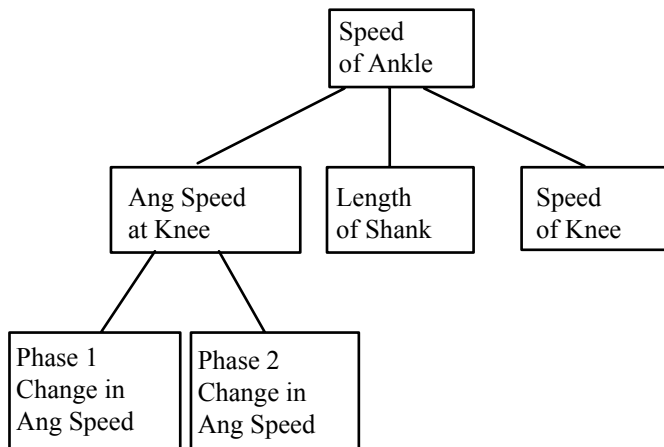 Speed
of Ankle
Ang Speed
at Knee
Length
of Shank
Speed
of Knee
Phase 1
Change in
Ang Speed
Phase 2
Change in
Ang Speed